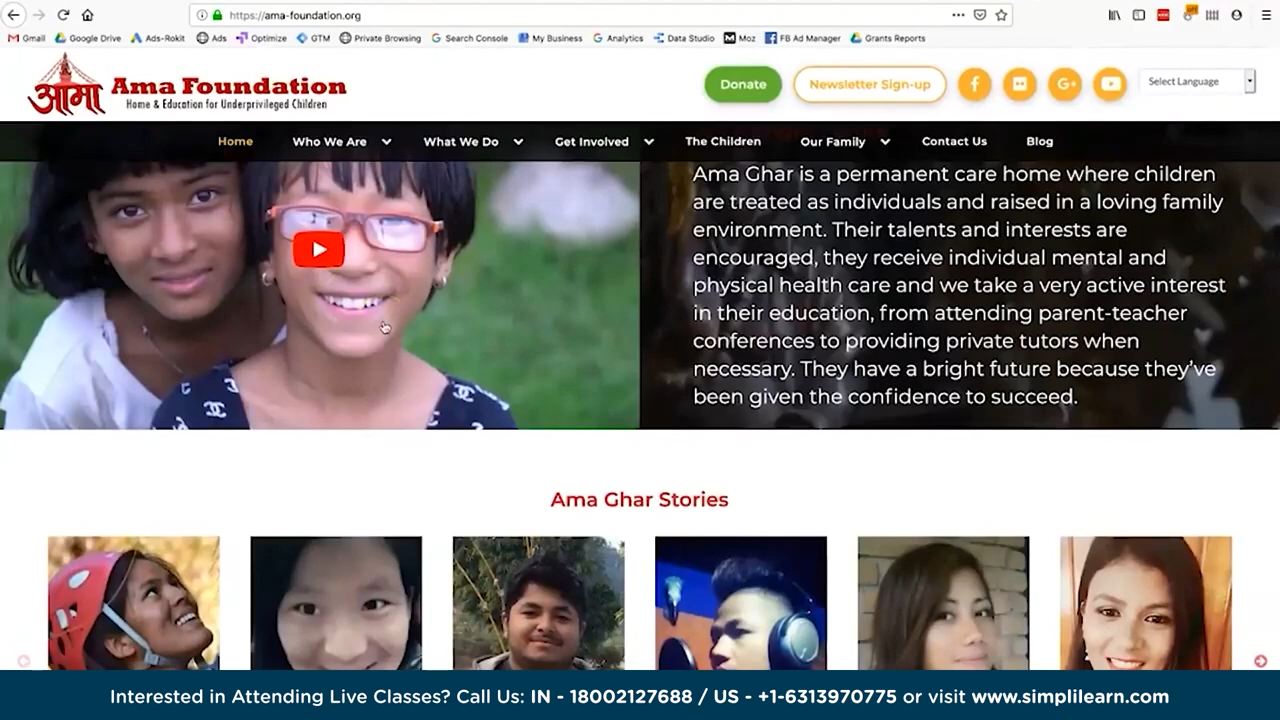 https://ama-foundation.org
Gmail Google Drive Ads-Rokit Ads Optimize GTM Private Browsing Search Console My Business Analytics Data Studio Moz FB Ad Manager Grants Reports
आमा Ama Foundation
Home & Education for Underprivileged Children
Donate Newsletter Sign-up G+ Select Language
Home Who We Are What We Do Get Involved The Children Our Family Contact Us Blog
Ama Ghar is a permanent care home where children
are treated as individuals and raised in a loving family
environment. Their talents and interests are
encouraged, they receive individual mental and
physical health care and we take a very active interest
in their education, from attending parent-teacher
conferences to providing private tutors when
necessary. They have a bright future because they've
been given the confidence to succeed.
Ama Ghar Stories
Interested in Attending Live Classes? Call Us: IN - 18002127688 / US - +1-6313970775 or visit www.simplilearn.com